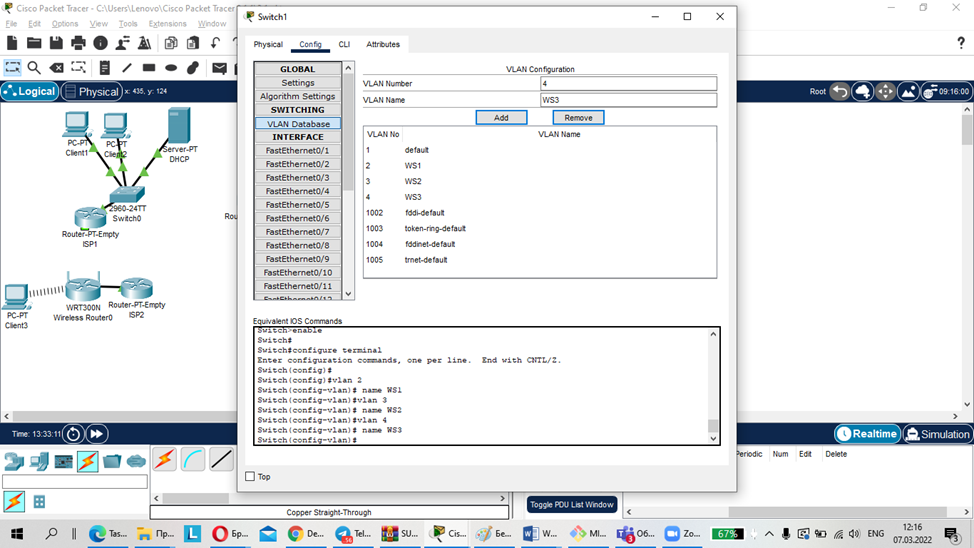 Cisco Packet Tracer - C:\Users\Lenovo\
Switch1
File Edit Options View Tools Extensions Window
Physical Config CLI Attributes
Logical Physical x: 435, y: 124
Root 09:16:00
GLOBAL
Settings
Algorithm Settings
SWITCHING
VLAN Database
INTERFACE
FastEthernet0/1
FastEthernet0/2
FastEthernet0/3
FastEthernet0/4
FastEthernet0/5
FastEthernet0/6
FastEthernet0/7
FastEthernet0/8
FastEthernet0/9
FastEthernet0/10
FastEthernet0/11
FastEthernet0/12
VLAN Configuration
VLAN Number 4
VLAN Name WS3
Add Remove
VLAN No VLAN Name
1 default
2 WS1
3 WS2
4 WS3
1002 fddi-default
1003 token-ring-default
1004 fddinet-default
1005 trnet-default
PC-PT
Client1
PC-PT
Client2
Server-PT
DHCP
2960-24TT
Switch0
Router-PT-Empty
ISP1
PC-PT
Client3
WRT300N
Wireless Router0
Router-PT-Empty
ISP2
Equivalent IOS Commands
Switch>enable
Switch#
Switch#configure terminal
Enter configuration commands, one per line. End with CNTL/Z.
Switch(config)#
Switch(config)#vlan 2
Switch(config-vlan)# name WS1
Switch(config-vlan)#vlan 3
Switch(config-vlan)# name WS2
Switch(config-vlan)#vlan 4
Switch(config-vlan)# name WS3
Switch(config-vlan)#
Top
Time: 13:33:11
Realtime Simulation
Periodic Num Edit Delete
Toggle PDU List Window
Copper Straight-Through
Tas... Пр... L Бр... Tel... De... SU... Cis... Бе... W... MI... Об... Zo... 67% ENG 12:16
07.03.2022